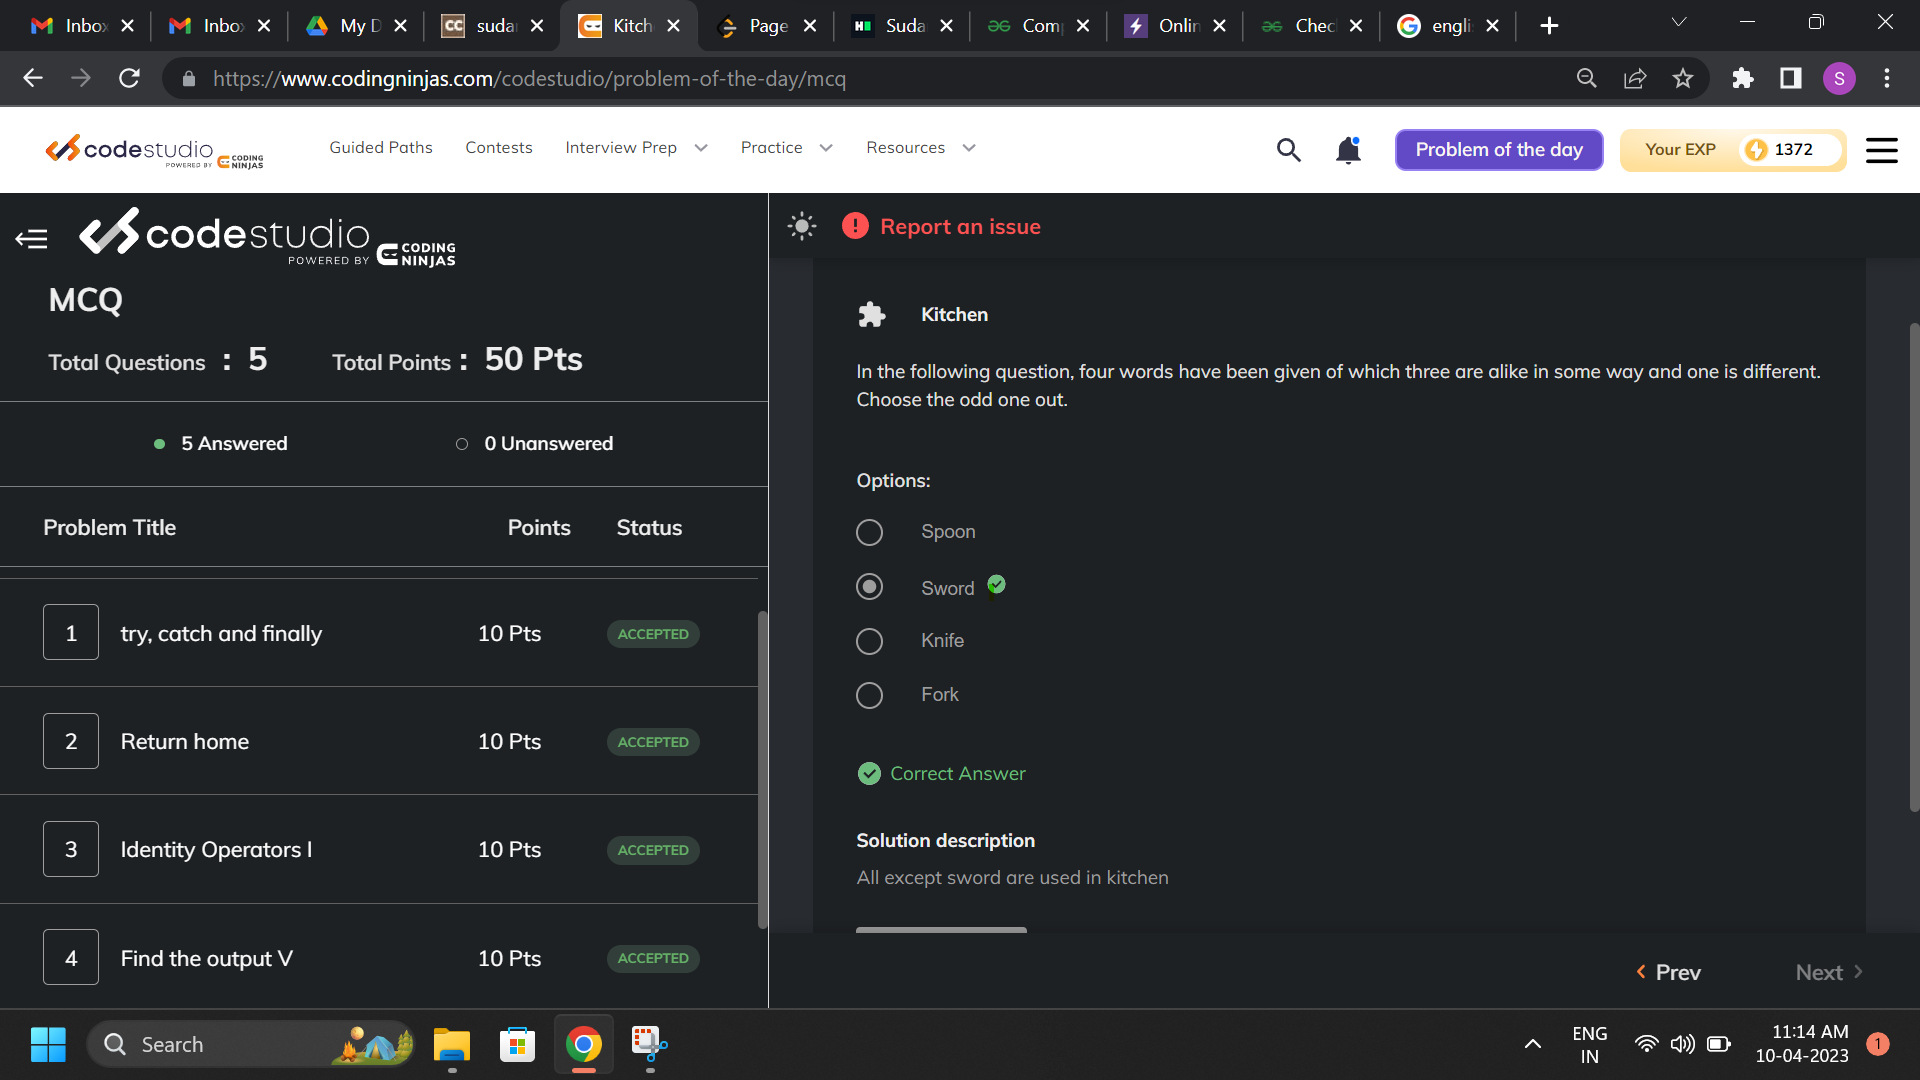 Inbo
Inbo
My D
sudar
Kitch
Page
Suda
Com
Onlin
Chec
engli
https://www.codingninjas.com/codestudio/problem-of-the-day/mcq
S
codestudio
POWERED BY CODING NINJAS
Guided Paths
Contests
Interview Prep
Practice
Resources
Problem of the day
Your EXP
1372
codestudio
POWERED BY CODING NINJAS
MCQ
Total Questions : 5
Total Points : 50 Pts
5 Answered
0 Unanswered
Problem Title Points Status
1 try, catch and finally 10 Pts ACCEPTED
2 Return home 10 Pts ACCEPTED
3 Identity Operators I 10 Pts ACCEPTED
4 Find the output V 10 Pts ACCEPTED
Report an issue
Kitchen
In the following question, four words have been given of which three are alike in some way and one is different.
Choose the odd one out.
Options:
Spoon
Sword
Knife
Fork
Correct Answer
Solution description
All except sword are used in kitchen
Prev
Next
Search
ENG
IN
11:14 AM
10-04-2023
1